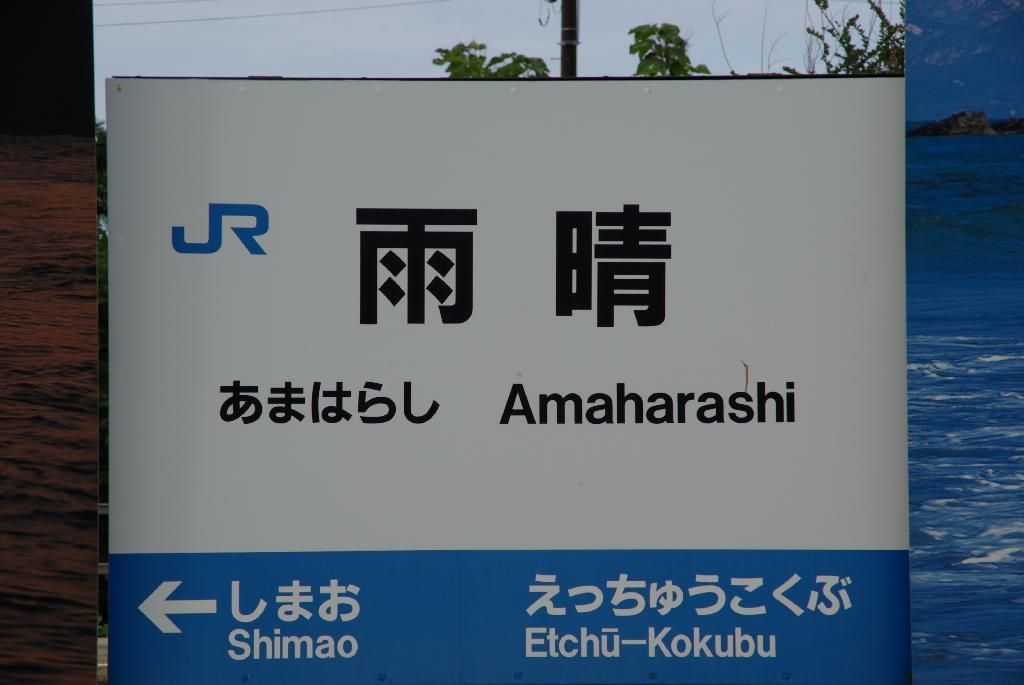 JR 雨晴
あまはらし Amaharashi
← しまお えっちゅうこくぶ
Shimao Etchū-Kokubu